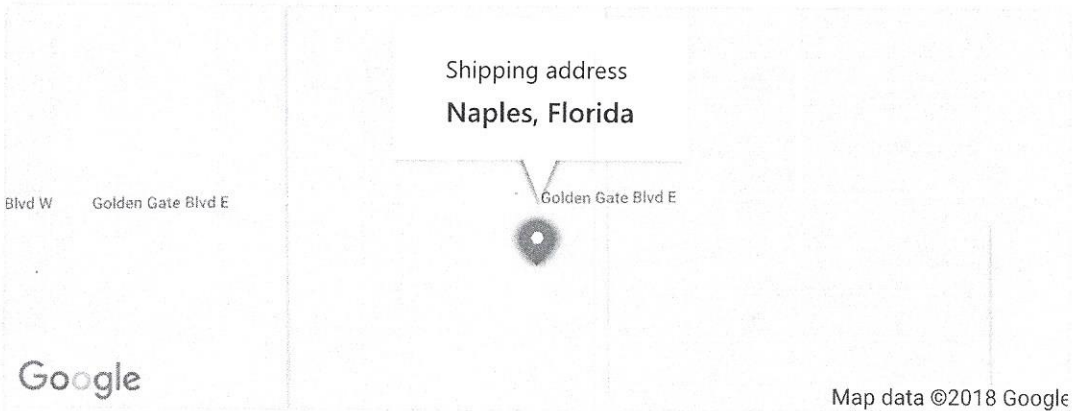 Shipping address
Naples, Florida
Blvd W
Golden Gate Blvd E
Golden Gate Blvd E
Google
Map data ©2018 Google